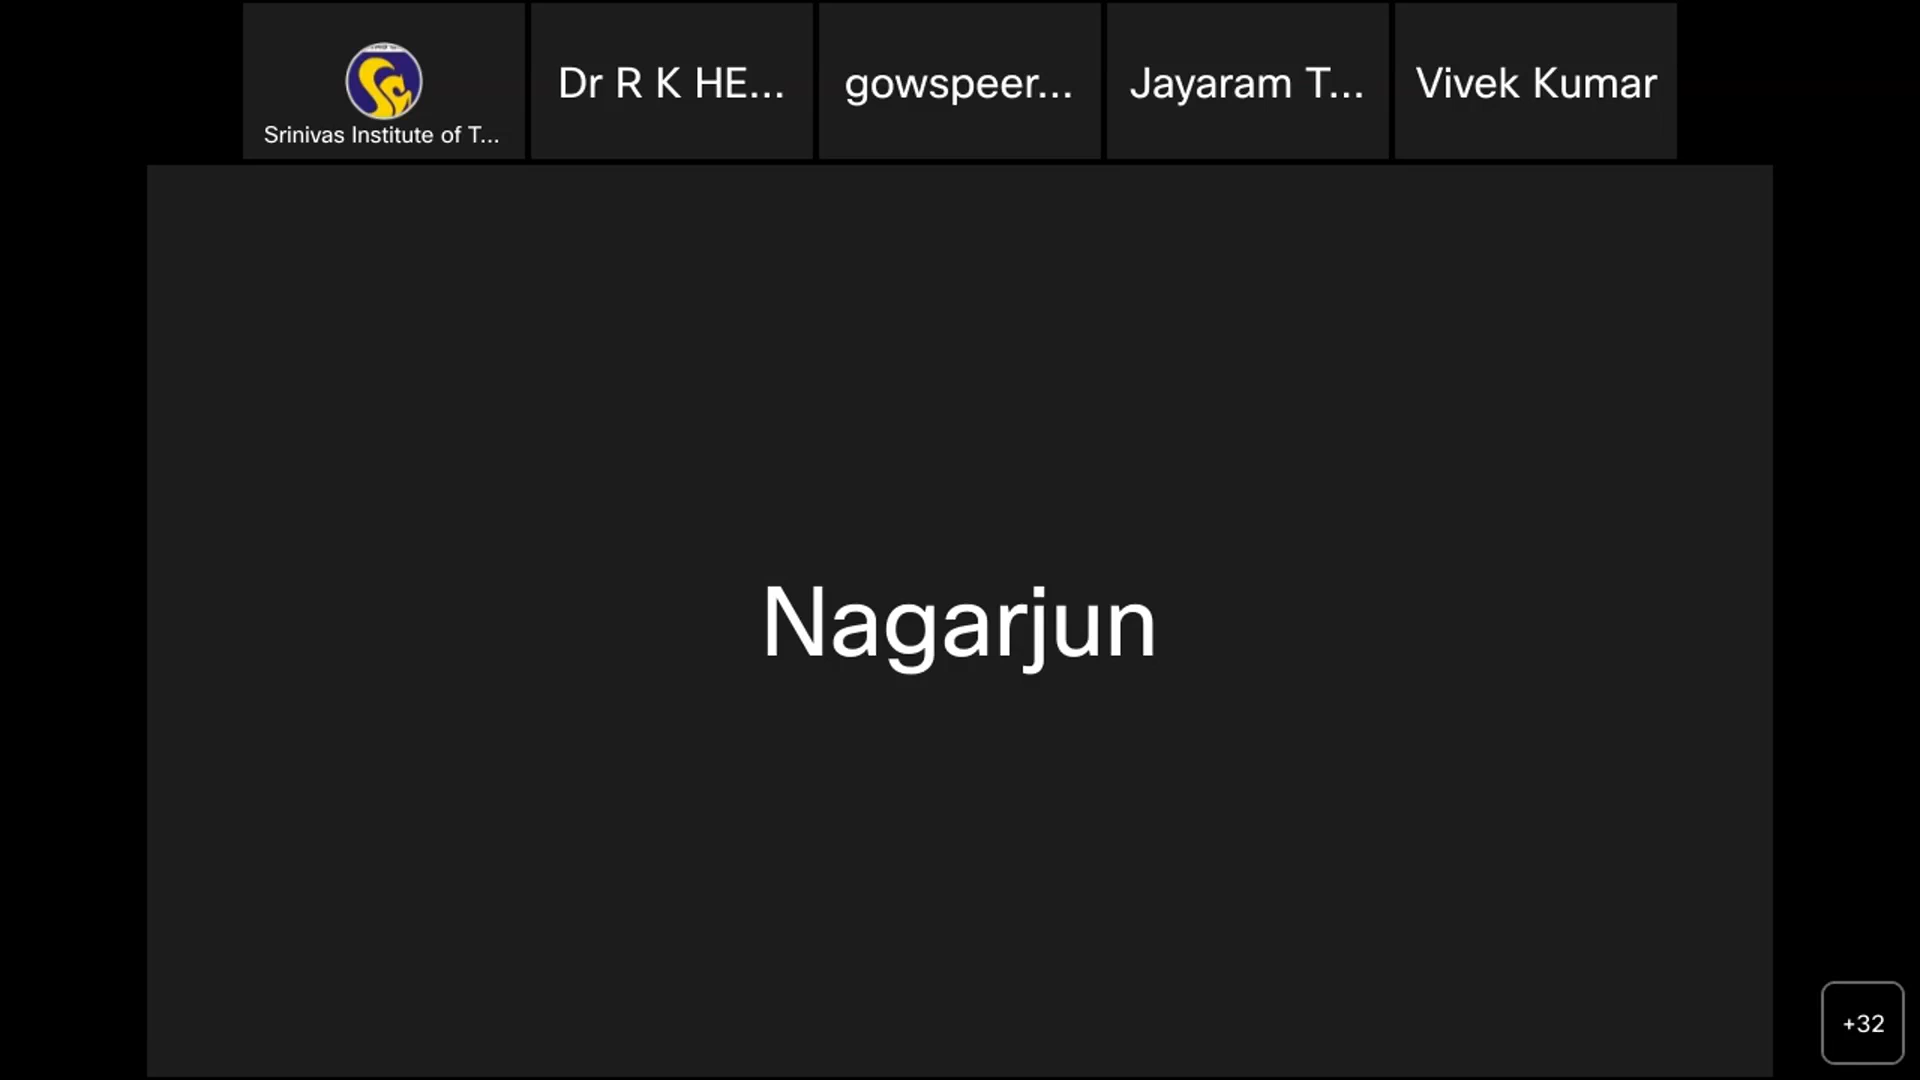 Srinivas Institute of T...
Dr R K HE...
gowspeer...
Jayaram T...
Vivek Kumar
Nagarjun
+32